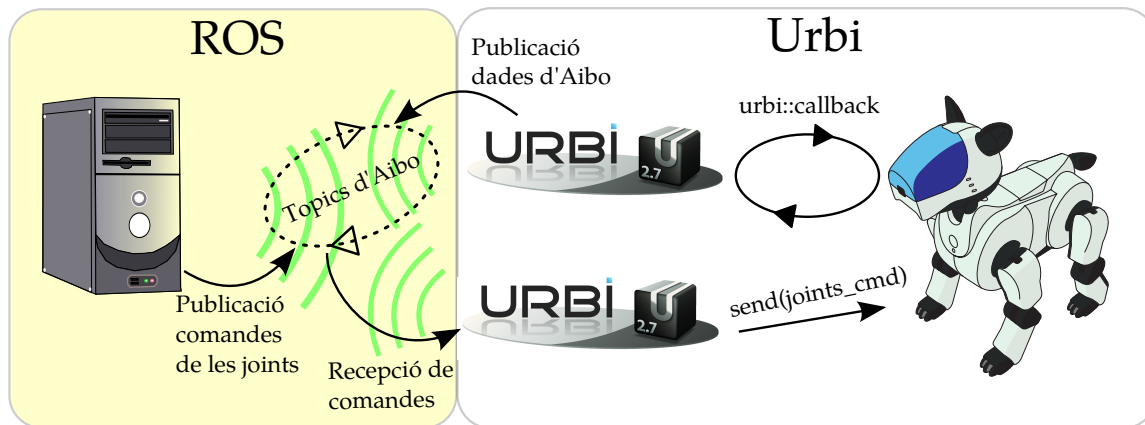 ROS
Urbi
Publicació
dades d'Aibo
urbi::callback
URBI
2.7
Topics d'Aibo
URBI
2.7
send(joints_cmd)
Publicació
comandes
de les joints
Recepció de
comandes